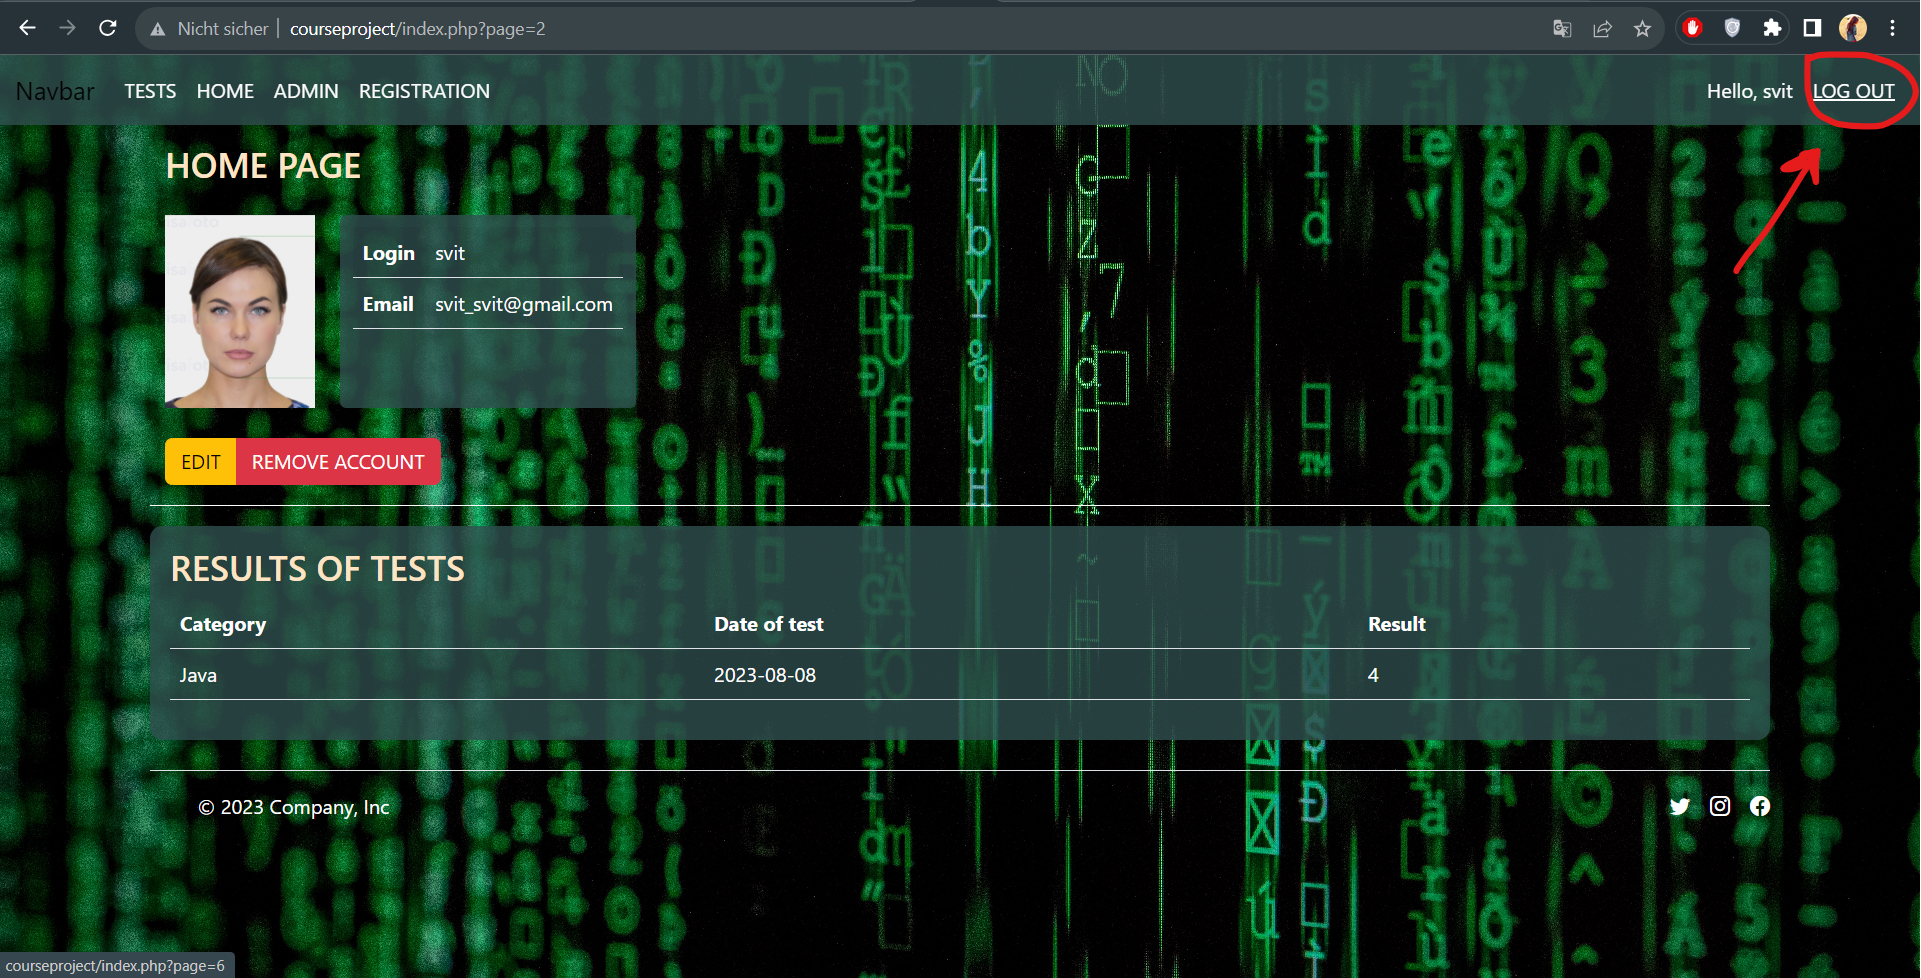 Nicht sicher courseproject/index.php?page=2
Navbar TESTS HOME ADMIN REGISTRATION Hello, svit LOG OUT
HOME PAGE
Login svit
Email svit_svit@gmail.com
EDIT REMOVE ACCOUNT
RESULTS OF TESTS
Category Date of test Result
Java 2023-08-08 4
© 2023 Company, Inc
courseproject/index.php?page=6